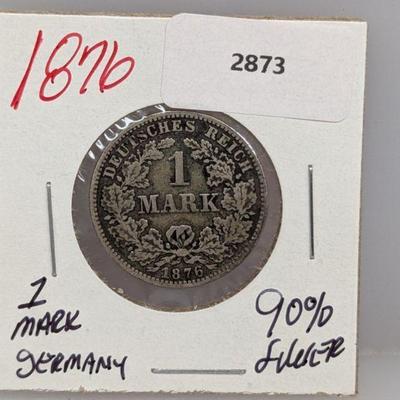 1876
2873
DEUTSCHES REICH
1
MARK
1876
1
MARK
GERMANY
90%
SILVER